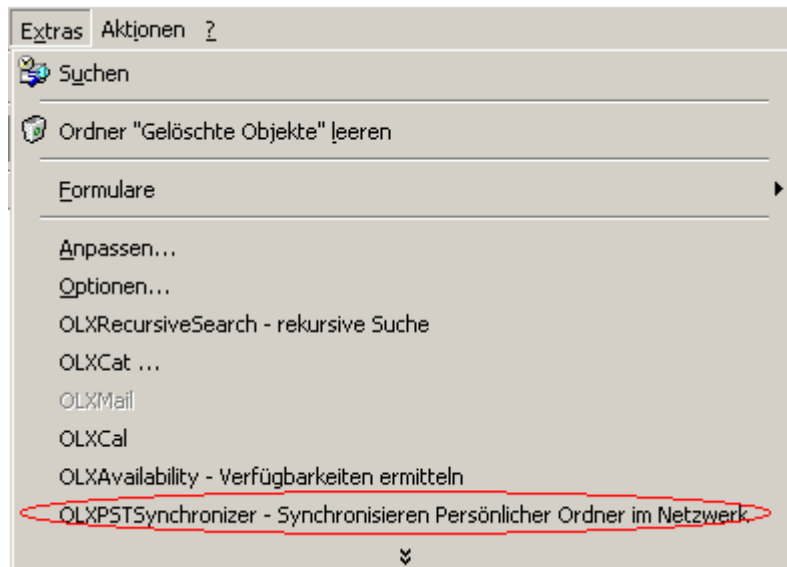 Extras Aktionen ?
Suchen
Ordner "Gelöschte Objekte" leeren
Formulare
Anpassen...
Optionen...
OLXRecursiveSearch - rekursive Suche
OLXCat ...
OLXMail
OLXCal
OLXAvailability - Verfügbarkeiten ermitteln
OLXPSTSynchronizer - Synchronisieren Persönlicher Ordner im Netzwerk